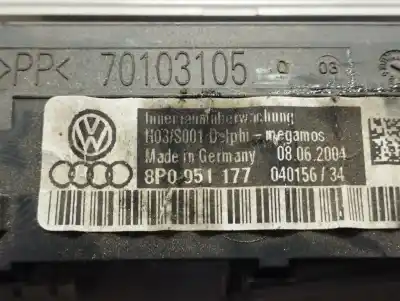 >PP< 70103105
03
Innenraumüberwachung
H03/S001 Delphi - megamos
Made in Germany 08.06.2004
8P0 951 177 040156/34